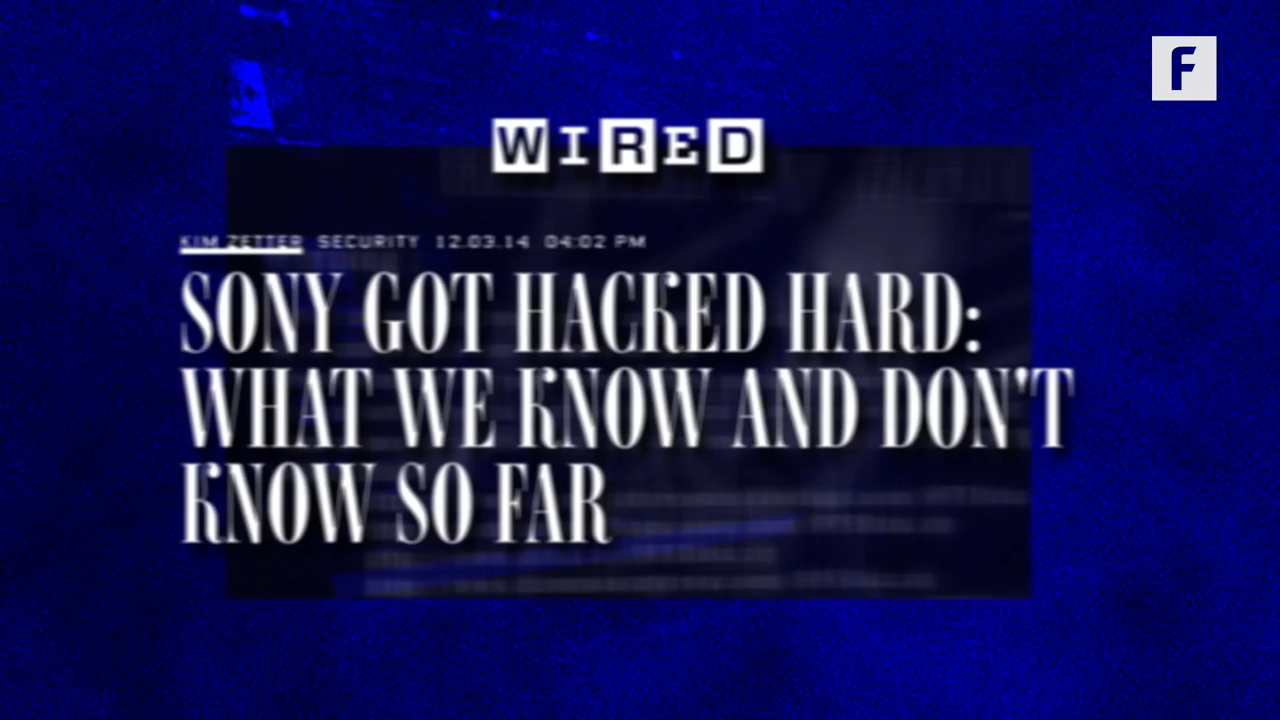 F
WIRED
KIM ZETTER SECURITY 12.03.14 04:02 PM
SONY GOT HACKED HARD:
WHAT WE KNOW AND DON'T
KNOW SO FAR